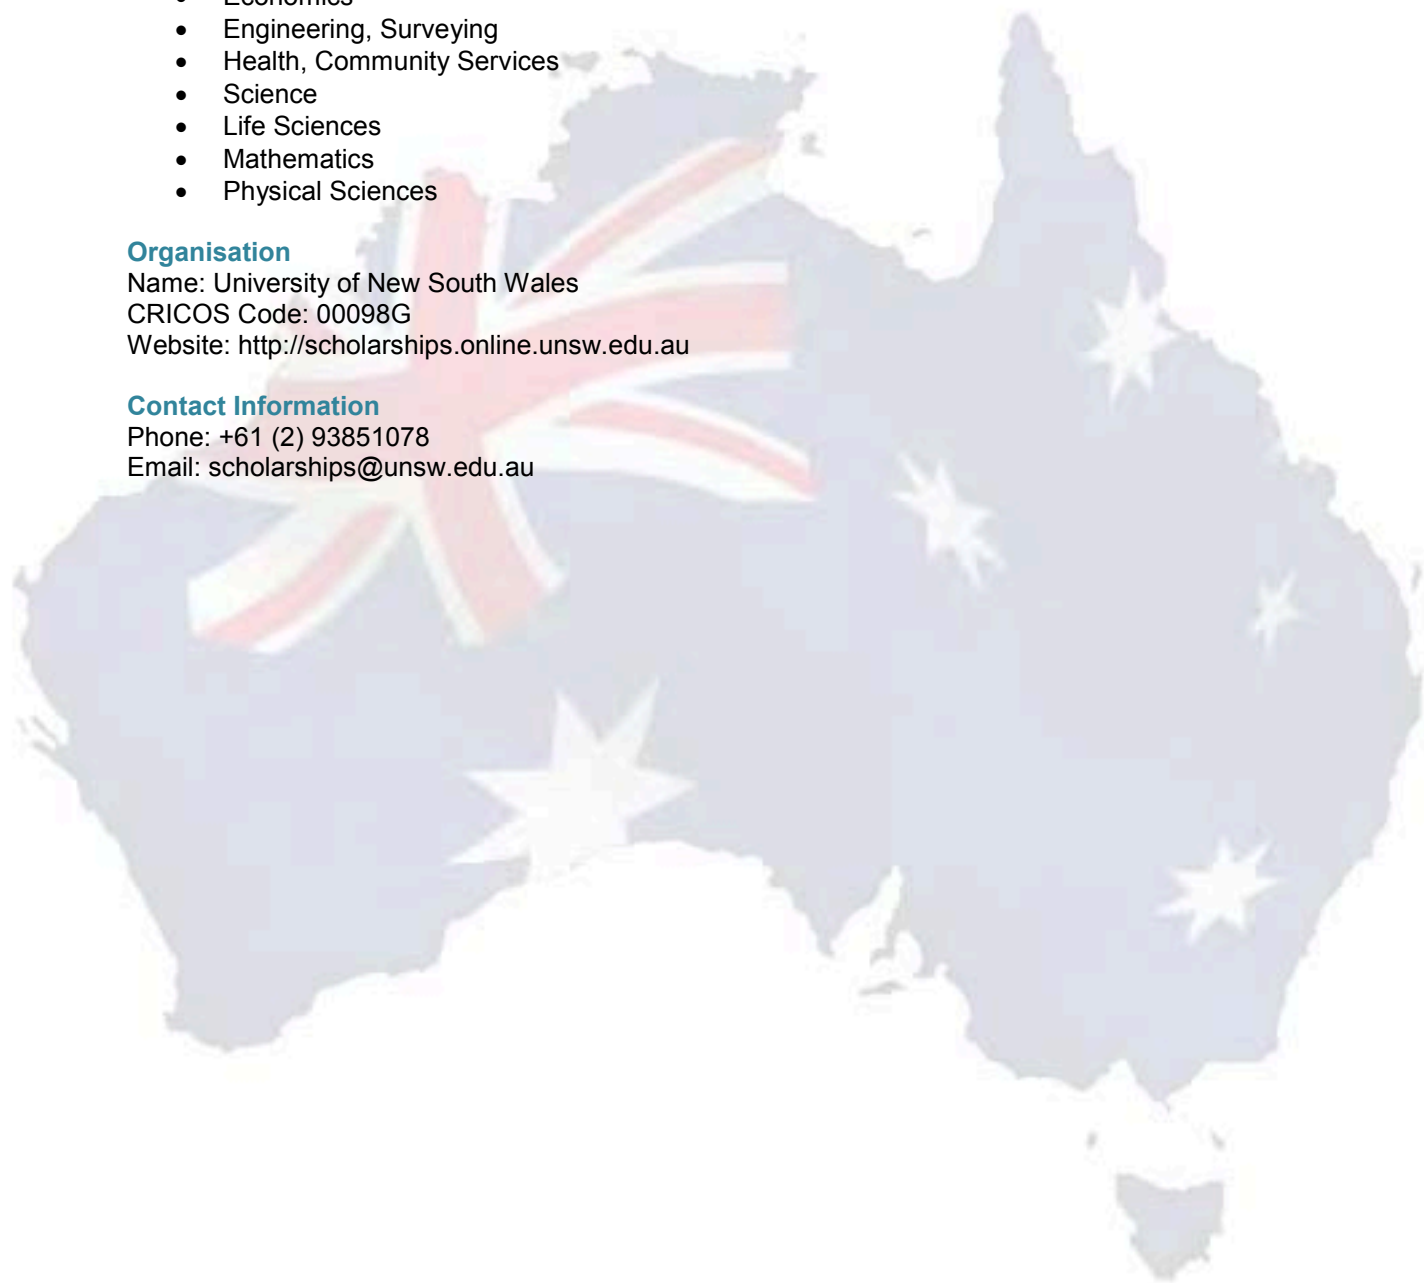 • Economics
• Engineering, Surveying
• Health, Community Services
• Science
• Life Sciences
• Mathematics
• Physical Sciences
Organisation
Name: University of New South Wales
CRICOS Code: 00098G
Website: http://scholarships.online.unsw.edu.au
Contact Information
Phone: +61 (2) 93851078
Email: scholarships@unsw.edu.au